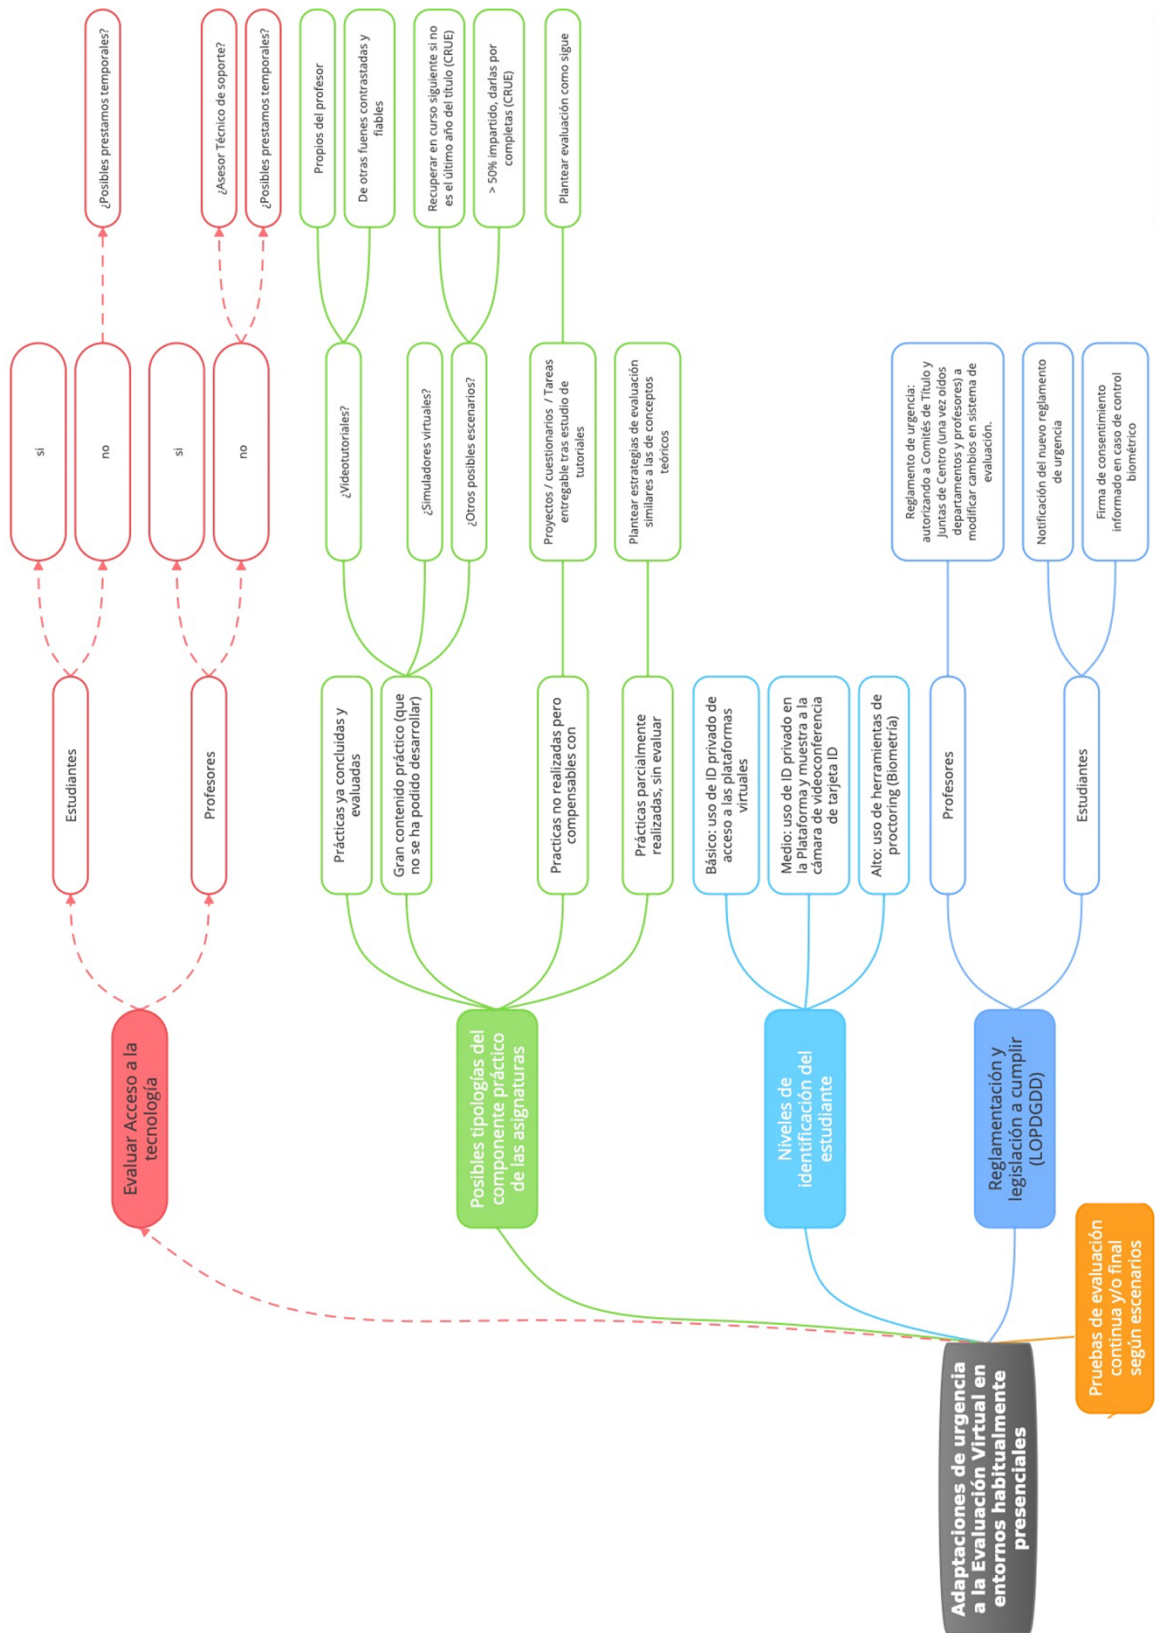 Adaptaciones de urgencia
a la Evaluación Virtual en
entornos habitualmente
presenciales
Evaluar Acceso a la
tecnología
Estudiantes
si
no
¿Posibles prestamos temporales?
Profesores
si
no
¿Asesor Técnico de soporte?
¿Posibles prestamos temporales?
Posibles tipologías del
componente práctico
de las asignaturas
Prácticas ya concluidas y
evaluadas
Gran contenido práctico (que
no se ha podido desarrollar)
¿Videotutoriales?
Propios del profesor
De otras fuenes contrastadas y
fiables
¿Simuladores virtuales?
¿Otros posibles escenarios?
Recuperar en curso siguiente si no
es el último año del título (CRUE)
> 50% impartido, darlas por
completas (CRUE)
Practicas no realizadas pero
compensables con
Proyectos / cuestionarios / Tareas
entregable tras estudio de
tutoriales
Plantear evaluación como sigue
Prácticas parcialmente
realizadas, sin evaluar
Plantear estrategias de evaluación
similares a las de conceptos
teóricos
Niveles de
identificación del
estudiante
Básico: uso de ID privado de
acceso a las plataformas
virtuales
Medio: uso de ID privado en
la Plataforma y muestra a la
cámara de videoconferencia
de tarjeta ID
Alto: uso de herramientas de
proctoring (Biometría)
Reglamentación y
legislación a cumplir
(LOPDGDD)
Profesores
Reglamento de urgencia:
autorizando a Comités de Título y
Juntas de Centro (una vez oídos
departamentos y profesores) a
modificar cambios en sistema de
evaluación.
Estudiantes
Notificación del nuevo reglamento
de urgencia
Firma de consentimiento
informado en caso de control
biométrico
Pruebas de evaluación
continua y/o final
según escenarios